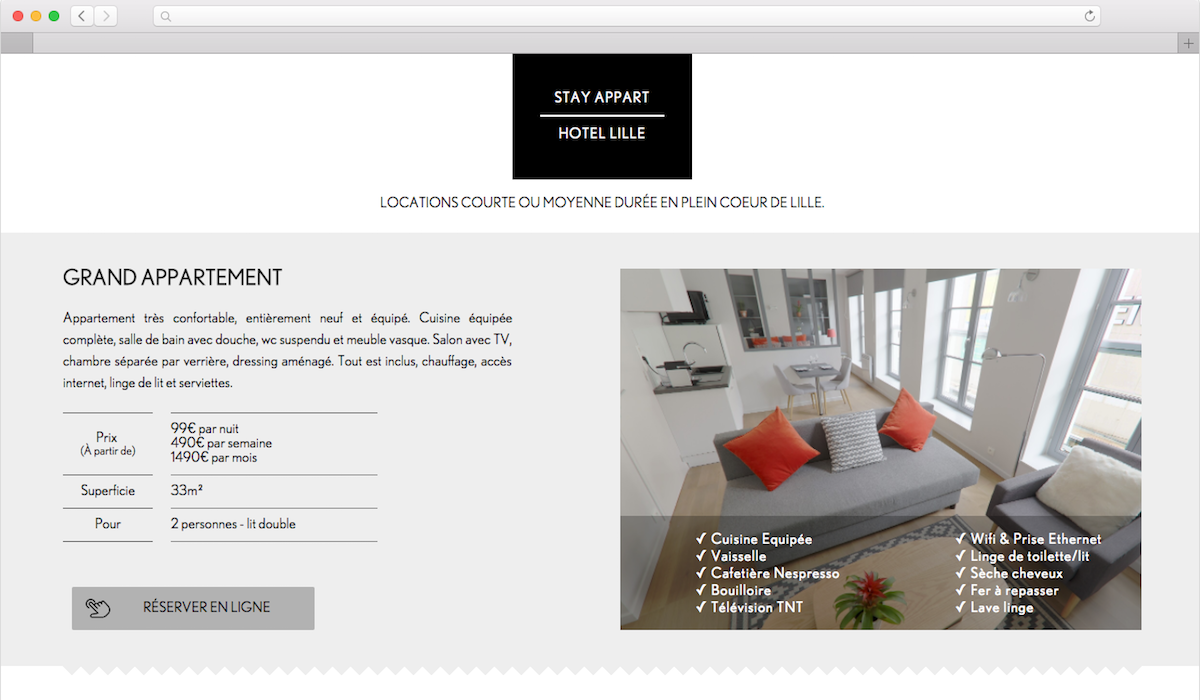 STAY APPART
HOTEL LILLE
LOCATIONS COURTE OU MOYENNE DURÉE EN PLEIN COEUR DE LILLE.
GRAND APPARTEMENT
Appartement très confortable, entièrement neuf et équipé. Cuisine équipée
complète, salle de bain avec douche, wc suspendu et meuble vasque. Salon avec TV,
chambre séparée par verrière, dressing aménagé. Tout est inclus, chauffage, accès
internet, linge de lit et serviettes.
Prix
(À partir de)
99€ par nuit
490€ par semaine
1490€ par mois
Superficie
33m²
Pour
2 personnes - lit double
RÉSERVER EN LIGNE
✓ Cuisine Equipée
✓ Vaisselle
✓ Cafetière Nespresso
✓ Bouilloire
✓ Télévision TNT
✓ Wifi & Prise Ethernet
✓ Linge de toilette/lit
✓ Sèche cheveux
✓ Fer à repasser
✓ Lave linge